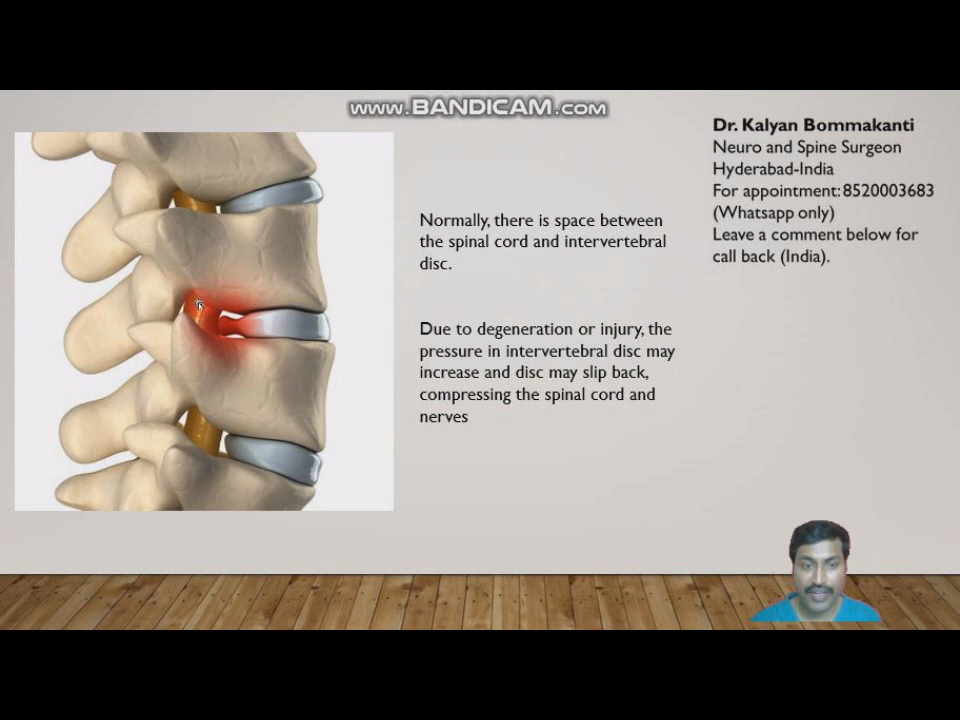 www.BANDICAM.com
Dr. Kalyan Bommakanti
Neuro and Spine Surgeon
Hyderabad-India
For appointment: 8520003683
(Whatsapp only)
Leave a comment below for
call back (India).
Normally, there is space between
the spinal cord and intervertebral
disc.
Due to degeneration or injury, the
pressure in intervertebral disc may
increase and disc may slip back,
compressing the spinal cord and
nerves